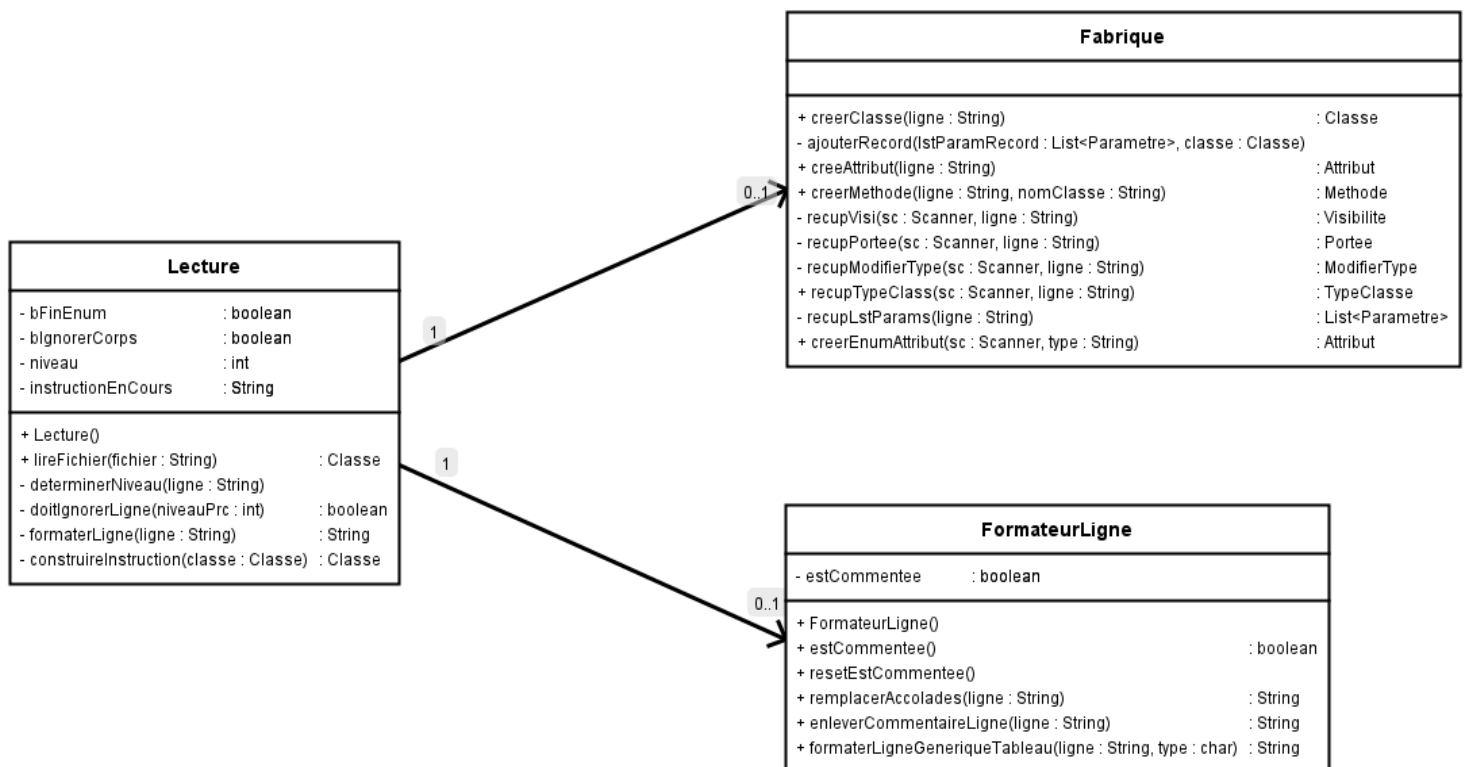 Fabrique
+ creerClasse(ligne : String) : Classe
- ajouterRecord(lstParamRecord : List<Parametre>, classe : Classe)
+ creeAttribut(ligne : String) : Attribut
+ creerMethode(ligne : String, nomClasse : String) : Methode
- recupVisi(sc : Scanner, ligne : String) : Visibilite
- recupPortee(sc : Scanner, ligne : String) : Portee
- recupModifierType(sc : Scanner, ligne : String) : ModifierType
+ recupTypeClass(sc : Scanner, ligne : String) : TypeClasse
- recupLstParams(ligne : String) : List<Parametre>
+ creerEnumAttribut(sc : Scanner, type : String) : Attribut
0..1
Lecture
- bFinEnum : boolean
- bIgnorerCorps : boolean
- niveau : int
- instructionEnCours : String
+ Lecture()
+ lireFichier(fichier : String) : Classe
- determinerNiveau(ligne : String)
- doitIgnorerLigne(niveauPrc : int) : boolean
- formaterLigne(ligne : String) : String
- construireInstruction(classe : Classe) : Classe
1
1
0..1
FormateurLigne
- estCommentee : boolean
+ FormateurLigne()
+ estCommentee() : boolean
+ resetEstCommentee()
+ remplacerAccolades(ligne : String) : String
+ enleverCommentaireLigne(ligne : String) : String
+ formaterLigneGeneriqueTableau(ligne : String, type : char) : String